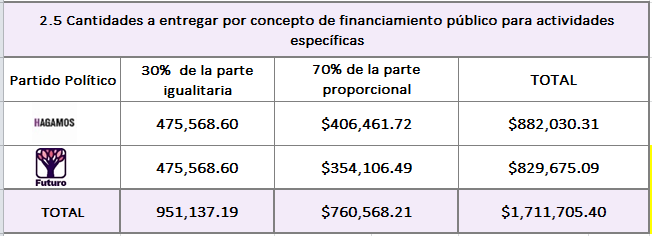 2.5 Cantidades a entregar por concepto de financiamiento público para actividades
específicas
Partido Político
30% de la parte
igualitaria
70% de la parte
proporcional
TOTAL
HAGAMOS 475,568.60 $406,461.72 $882,030.31
Futuro 475,568.60 $354,106.49 $829,675.09
TOTAL 951,137.19 $760,568.21 $1,711,705.40